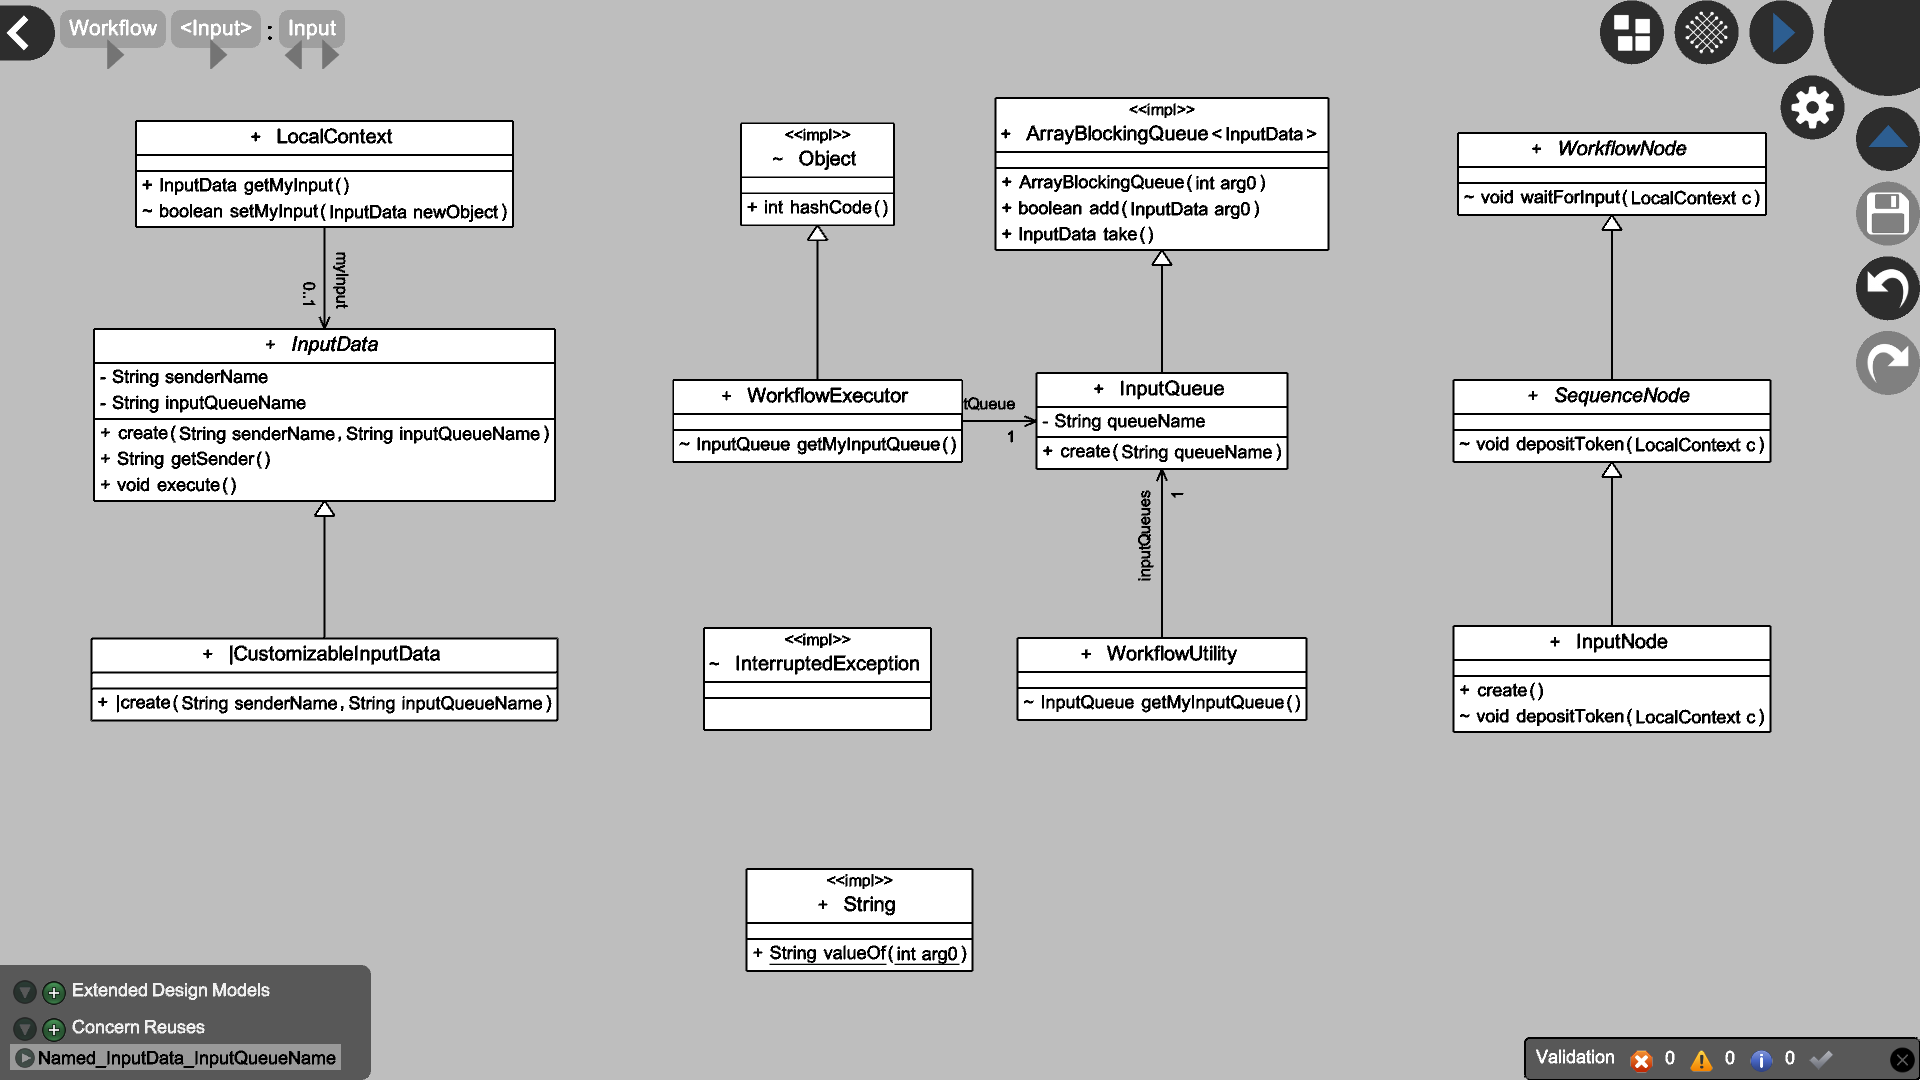 Workflow <Input> : Input
+ LocalContext
+ InputData getMyInput()
~ boolean setMyInput(InputData newObject)
myInput
0..1
+ InputData
- String senderName
- String inputQueueName
+ create(String senderName, String inputQueueName)
+ String getSender()
+ void execute()
+ |CustomizableInputData
+ |create(String senderName, String inputQueueName)
<<impl>>
~ Object
+ int hashCode()
+ WorkflowExecutor
~ InputQueue getMyInputQueue()
tQueue
1
<<impl>>
~ InterruptedException
<<impl>>
+ String
+ String valueOf(int arg0)
<<impl>>
+ ArrayBlockingQueue<InputData>
+ ArrayBlockingQueue(int arg0)
+ boolean add(InputData arg0)
+ InputData take()
+ InputQueue
- String queueName
+ create(String queueName)
inputQueues
1
+ WorkflowUtility
~ InputQueue getMyInputQueue()
+ WorkflowNode
~ void waitForInput(LocalContext c)
+ SequenceNode
~ void depositToken(LocalContext c)
+ InputNode
+ create()
~ void depositToken(LocalContext c)
Extended Design Models
Concern Reuses
Named_InputData_InputQueueName
Validation 0 0 0